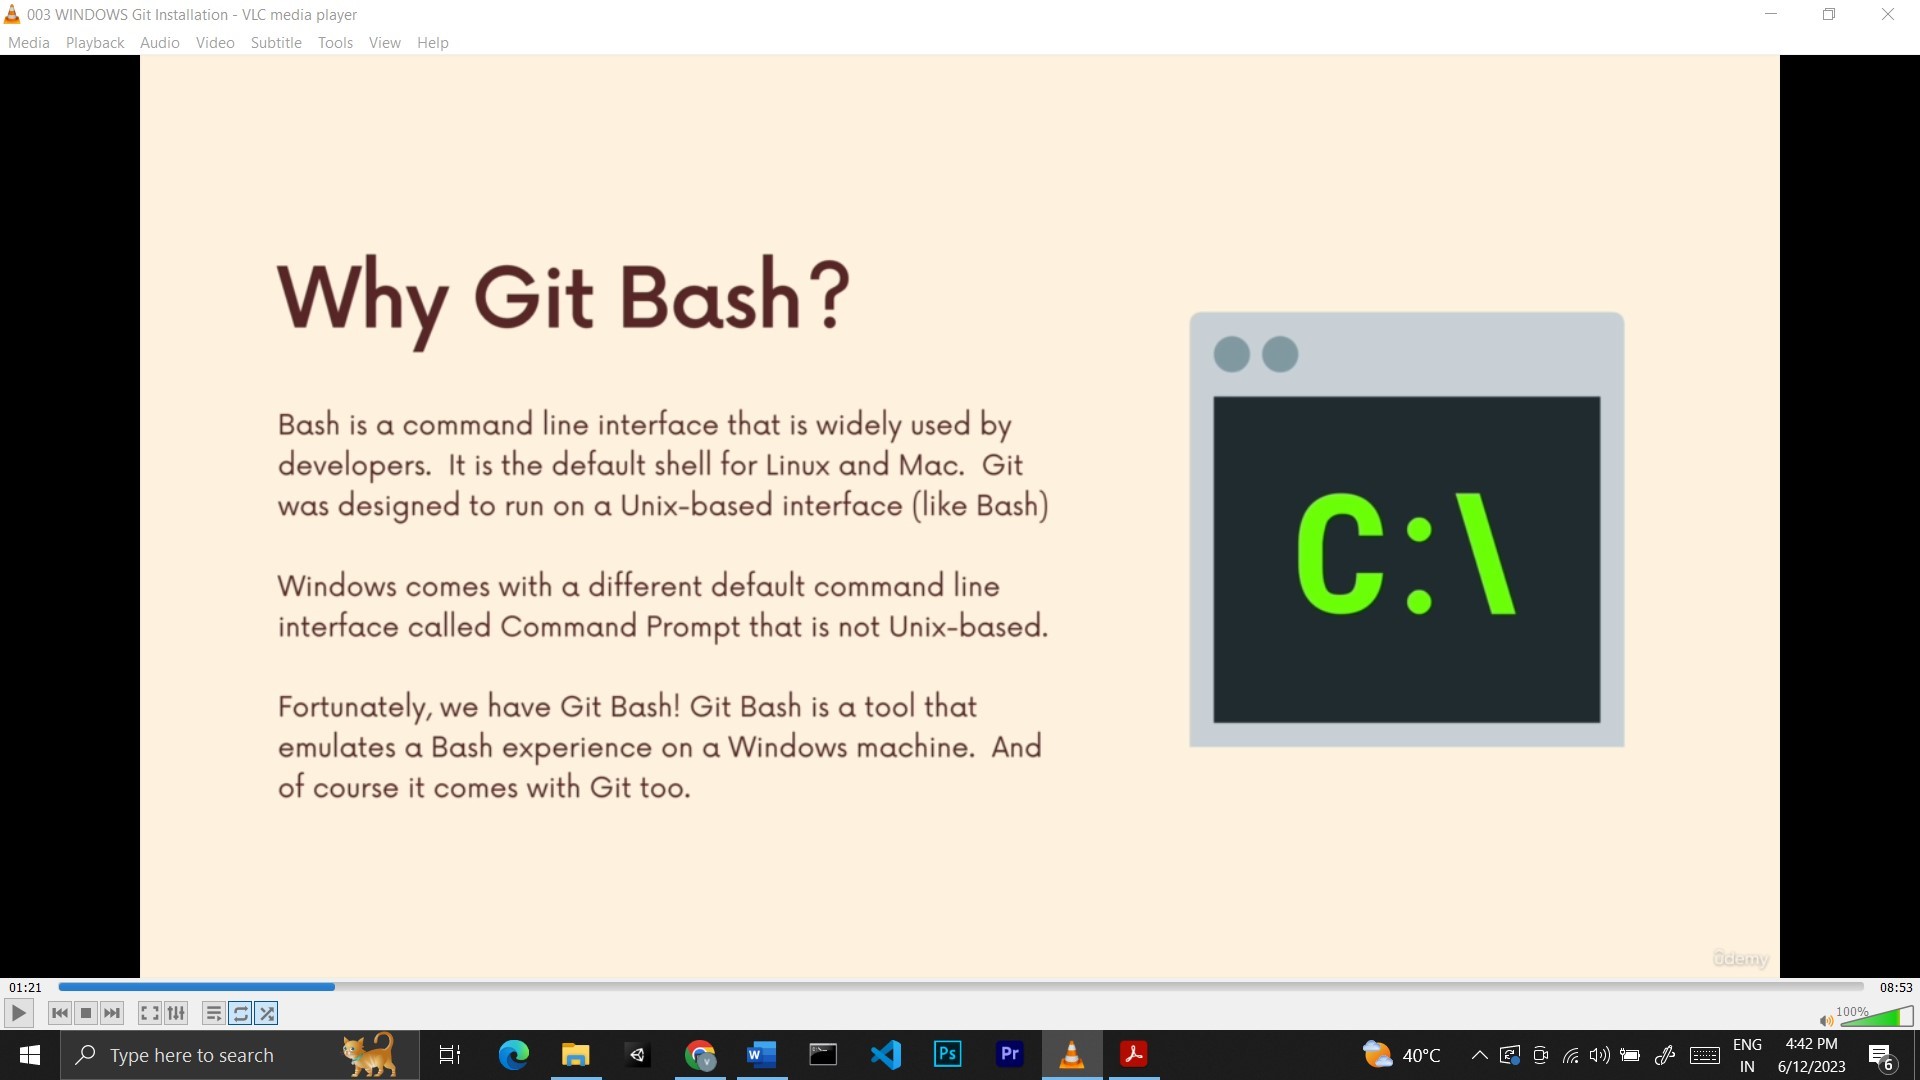 003 WINDOWS Git Installation - VLC media player
Media Playback Audio Video Subtitle Tools View Help
Why Git Bash?
Bash is a command line interface that is widely used by
developers. It is the default shell for Linux and Mac. Git
was designed to run on a Unix-based interface (like Bash)
Windows comes with a different default command line
interface called Command Prompt that is not Unix-based.
Fortunately, we have Git Bash! Git Bash is a tool that
emulates a Bash experience on a Windows machine. And
of course it comes with Git too.
C:\
ûdemy
01:21
08:53
100%
Type here to search
W
Ps
Pr
40°C
ENG
IN
4:42 PM
6/12/2023
6